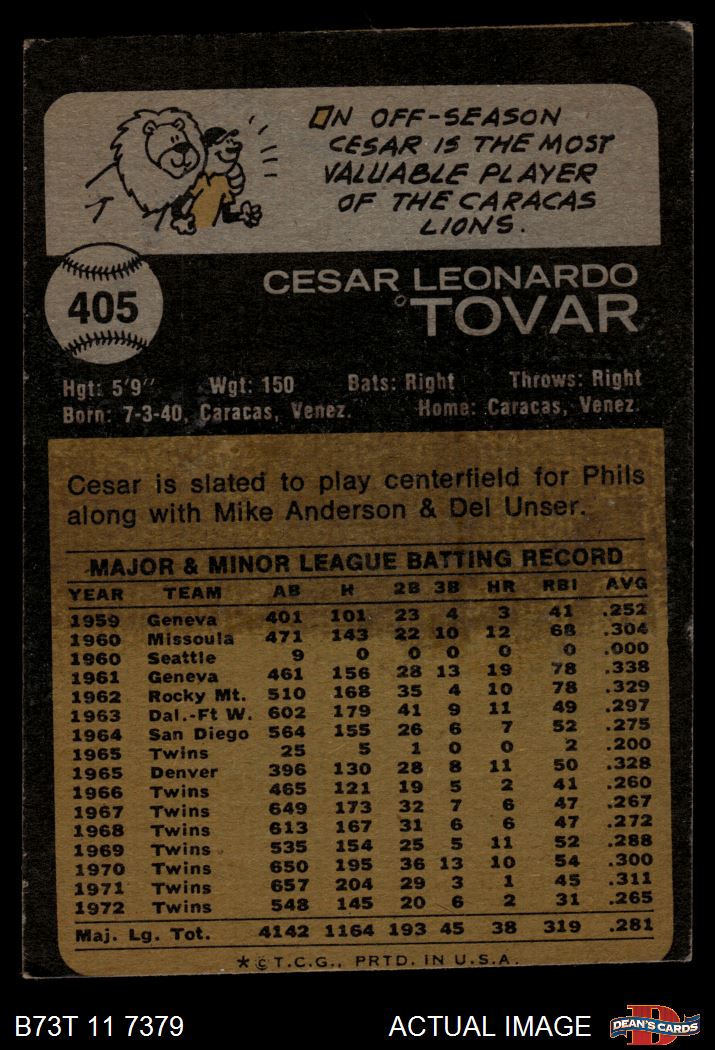 ON OFF-SEASON
CESAR IS THE MOST
VALUABLE PLAYER
OF THE CARACAS
LIONS.
405
CESAR LEONARDO
TOVAR
Hgt: 5'9" Wgt: 150 Bats: Right Throws: Right
Born: 7-3-40, Caracas, Venez. Home: Caracas, Venez.
Cesar is slated to play centerfield for Phils
along with Mike Anderson & Del Unser.
MAJOR & MINOR LEAGUE BATTING RECORD
YEAR TEAM AB H 2B 3B HR RBI AVG
1959 Geneva 401 101 23 4 3 41 .252
1960 Missoula 471 143 22 10 12 68 .304
1960 Seattle 9 0 0 0 0 0 .000
1961 Geneva 461 156 28 13 19 78 .338
1962 Rocky Mt. 510 168 35 4 10 78 .329
1963 Dal.-Ft W. 602 179 41 9 11 49 .297
1964 San Diego 564 155 26 6 7 52 .275
1965 Twins 25 5 1 0 0 2 .200
1965 Denver 396 130 28 8 11 50 .328
1966 Twins 465 121 19 5 2 41 .260
1967 Twins 649 173 32 7 6 47 .267
1968 Twins 613 167 31 6 6 47 .272
1969 Twins 535 154 25 5 11 52 .288
1970 Twins 650 195 36 13 10 54 .300
1971 Twins 657 204 29 3 1 45 .311
1972 Twins 548 145 20 6 2 31 .265
Maj. Lg. Tot. 4142 1164 193 45 38 319 .281
* © T.C.G., PRTD. IN U.S.A.
B73T 11 7379 ACTUAL IMAGE DEAN'S CARDS